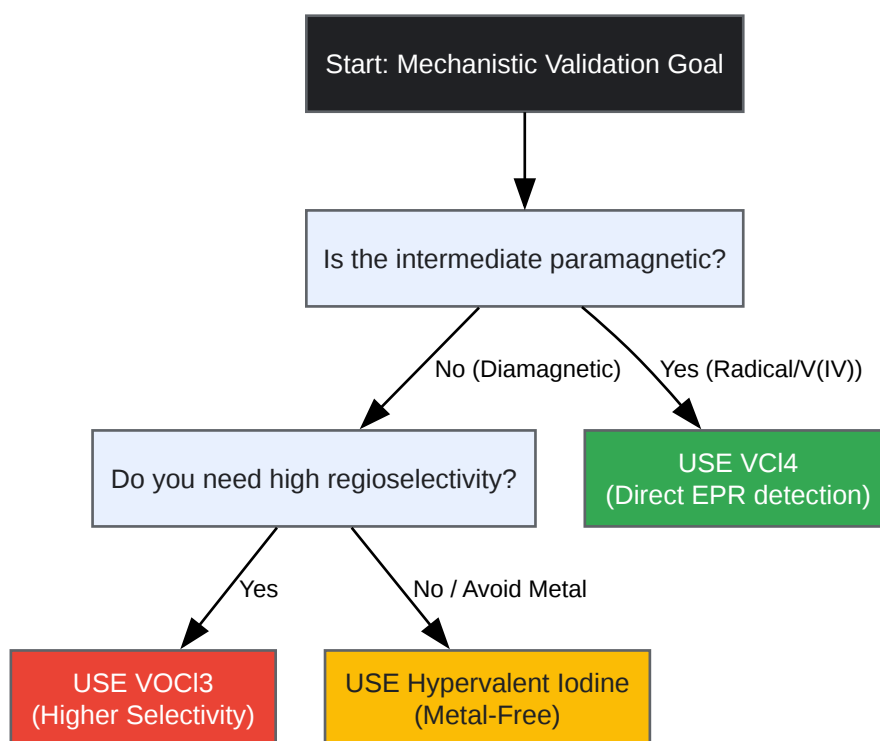 Start: Mechanistic Validation Goal
Is the intermediate paramagnetic?
No (Diamagnetic)
Yes (Radical/V(IV))
Do you need high regioselectivity?
USE VCl4
(Direct EPR detection)
Yes
No / Avoid Metal
USE VOCl3
(Higher Selectivity)
USE Hypervalent Iodine
(Metal-Free)